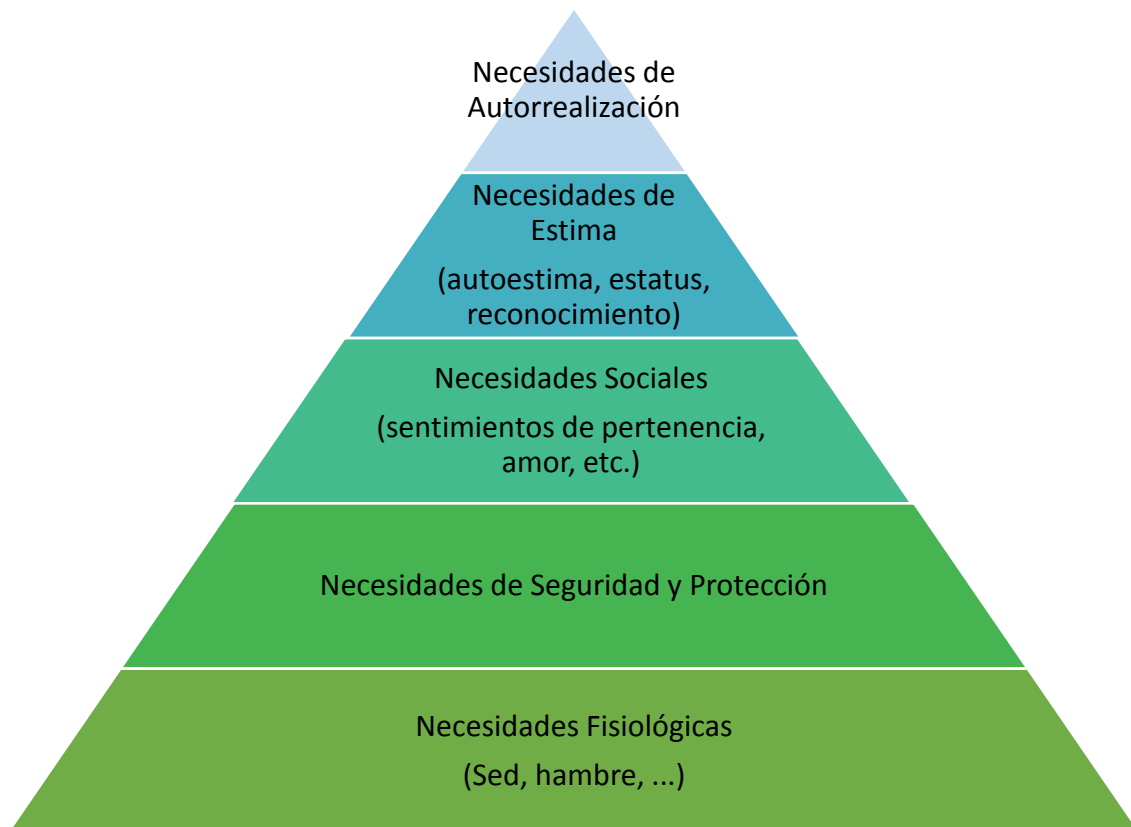 Necesidades de
Autorrealización
Necesidades de
Estima
(autoestima, estatus,
reconocimiento)
Necesidades Sociales
(sentimientos de pertenencia,
amor, etc.)
Necesidades de Seguridad y Protección
Necesidades Fisiológicas
(Sed, hambre, ...)